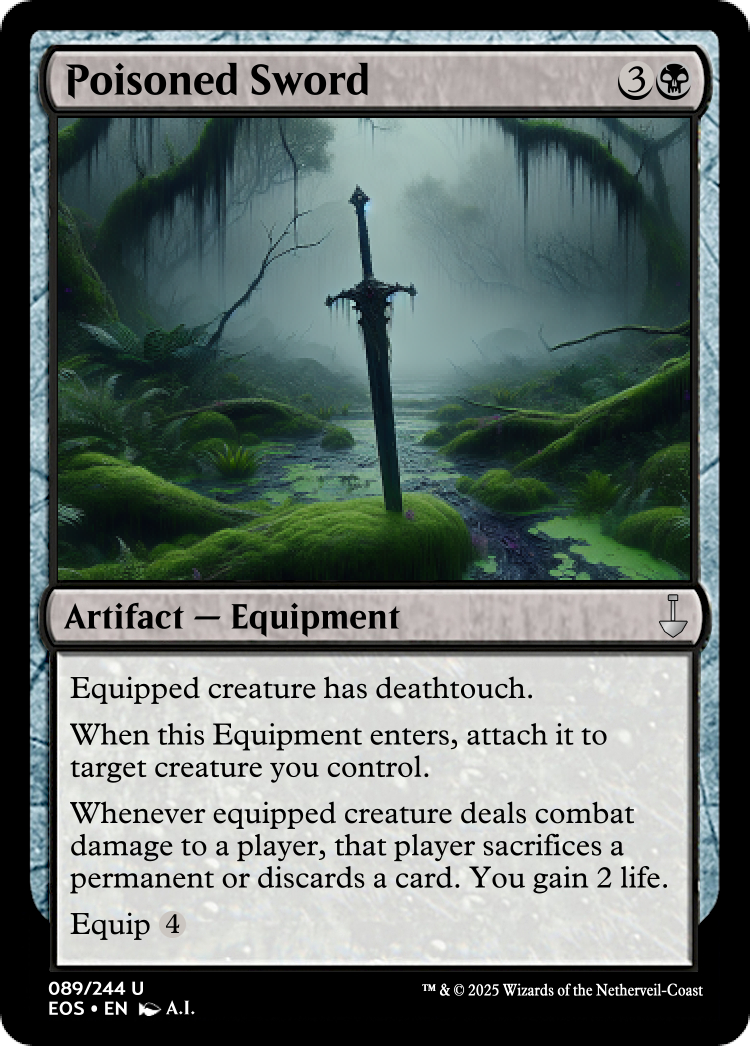 Poisoned Sword 3
Artifact — Equipment
Equipped creature has deathtouch.
When this Equipment enters, attach it to
target creature you control.
Whenever equipped creature deals combat
damage to a player, that player sacrifices a
permanent or discards a card. You gain 2 life.
Equip 4
089/244 U
EOS • EN A.I.
™ & © 2025 Wizards of the Netherveil-Coast